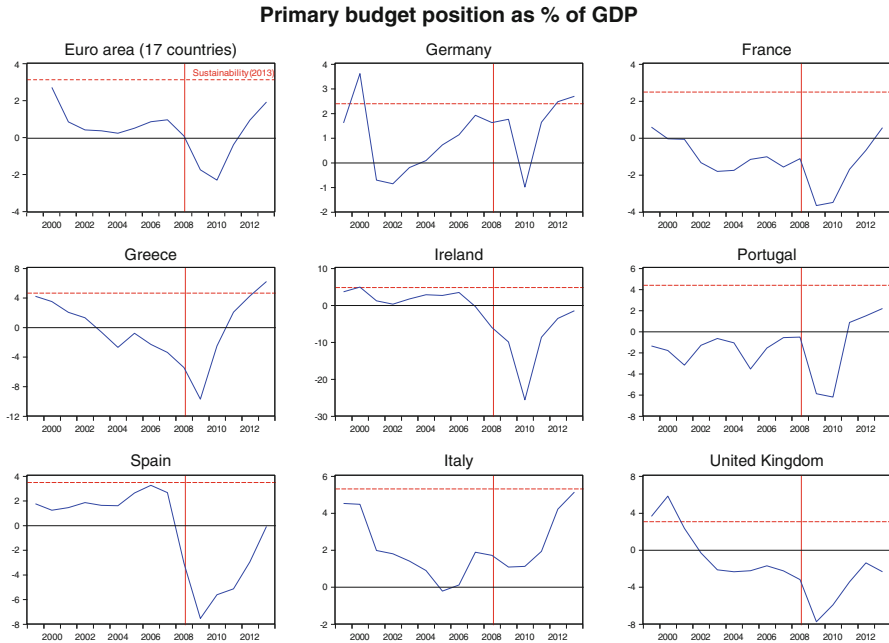 Primary budget position as % of GDP
Euro area (17 countries)
4
2
0
-2
-4
Sustainability(2013)
2000 2002 2004 2006 2008 2010 2012
Germany
4
3
2
1
0
-1
-2
2000 2002 2004 2006 2008 2010 2012
France
4
2
0
-2
-4
2000 2002 2004 2006 2008 2010 2012
Greece
8
4
0
-4
-8
-12
2000 2002 2004 2006 2008 2010 2012
Ireland
10
0
-10
-20
-30
2000 2002 2004 2006 2008 2010 2012
Portugal
6
4
2
0
-2
-4
-6
-8
2000 2002 2004 2006 2008 2010 2012
Spain
4
2
0
-2
-4
-6
-8
2000 2002 2004 2006 2008 2010 2012
Italy
6
4
2
0
-2
2000 2002 2004 2006 2008 2010 2012
United Kingdom
8
4
0
-4
-8
2000 2002 2004 2006 2008 2010 2012